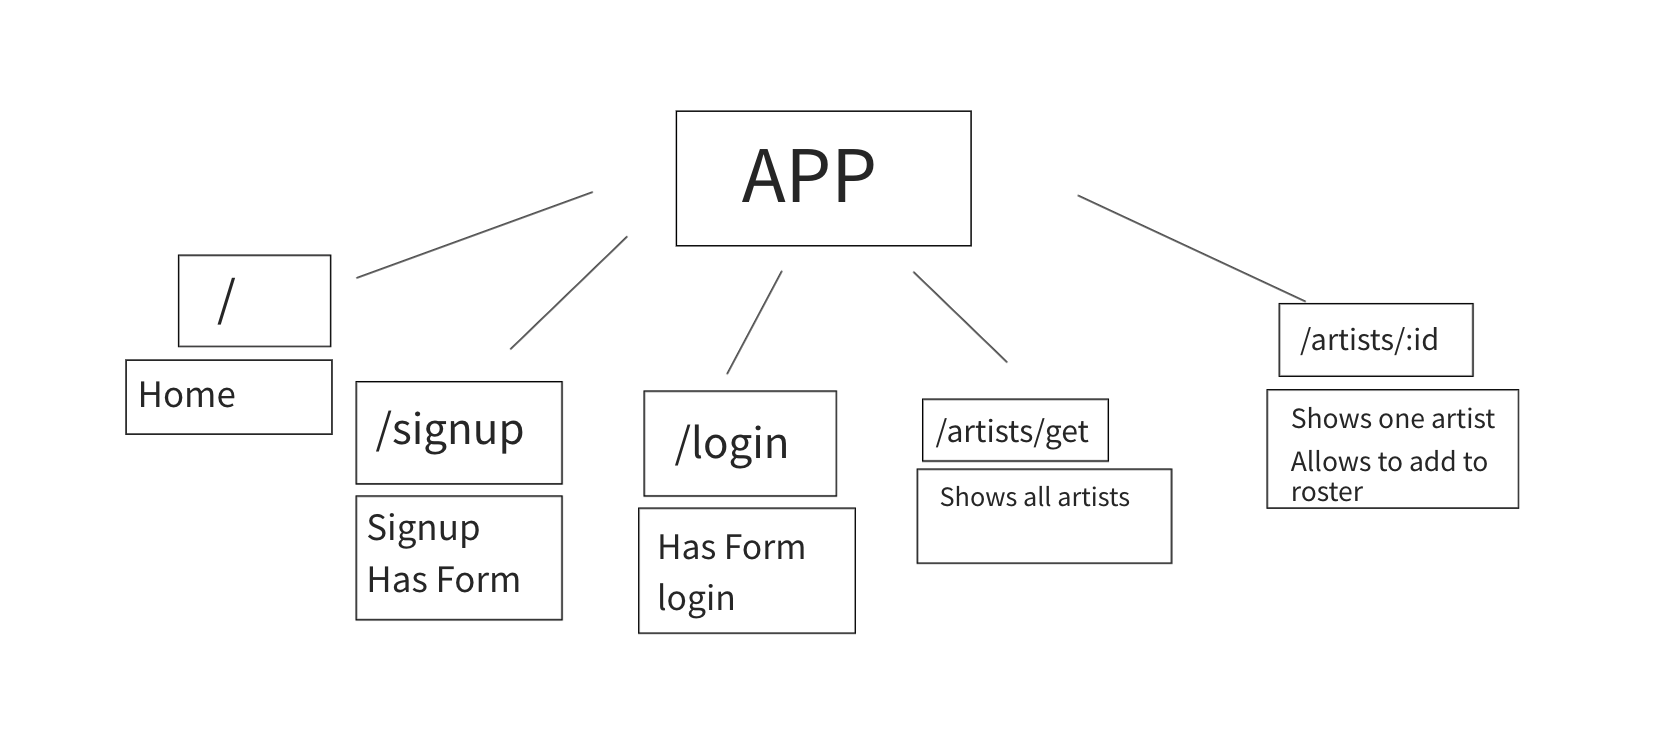 APP
/
Home
/signup
Signup
Has Form
/login
Has Form
login
/artists/get
Shows all artists
/artists/:id
Shows one artist
Allows to add to
roster